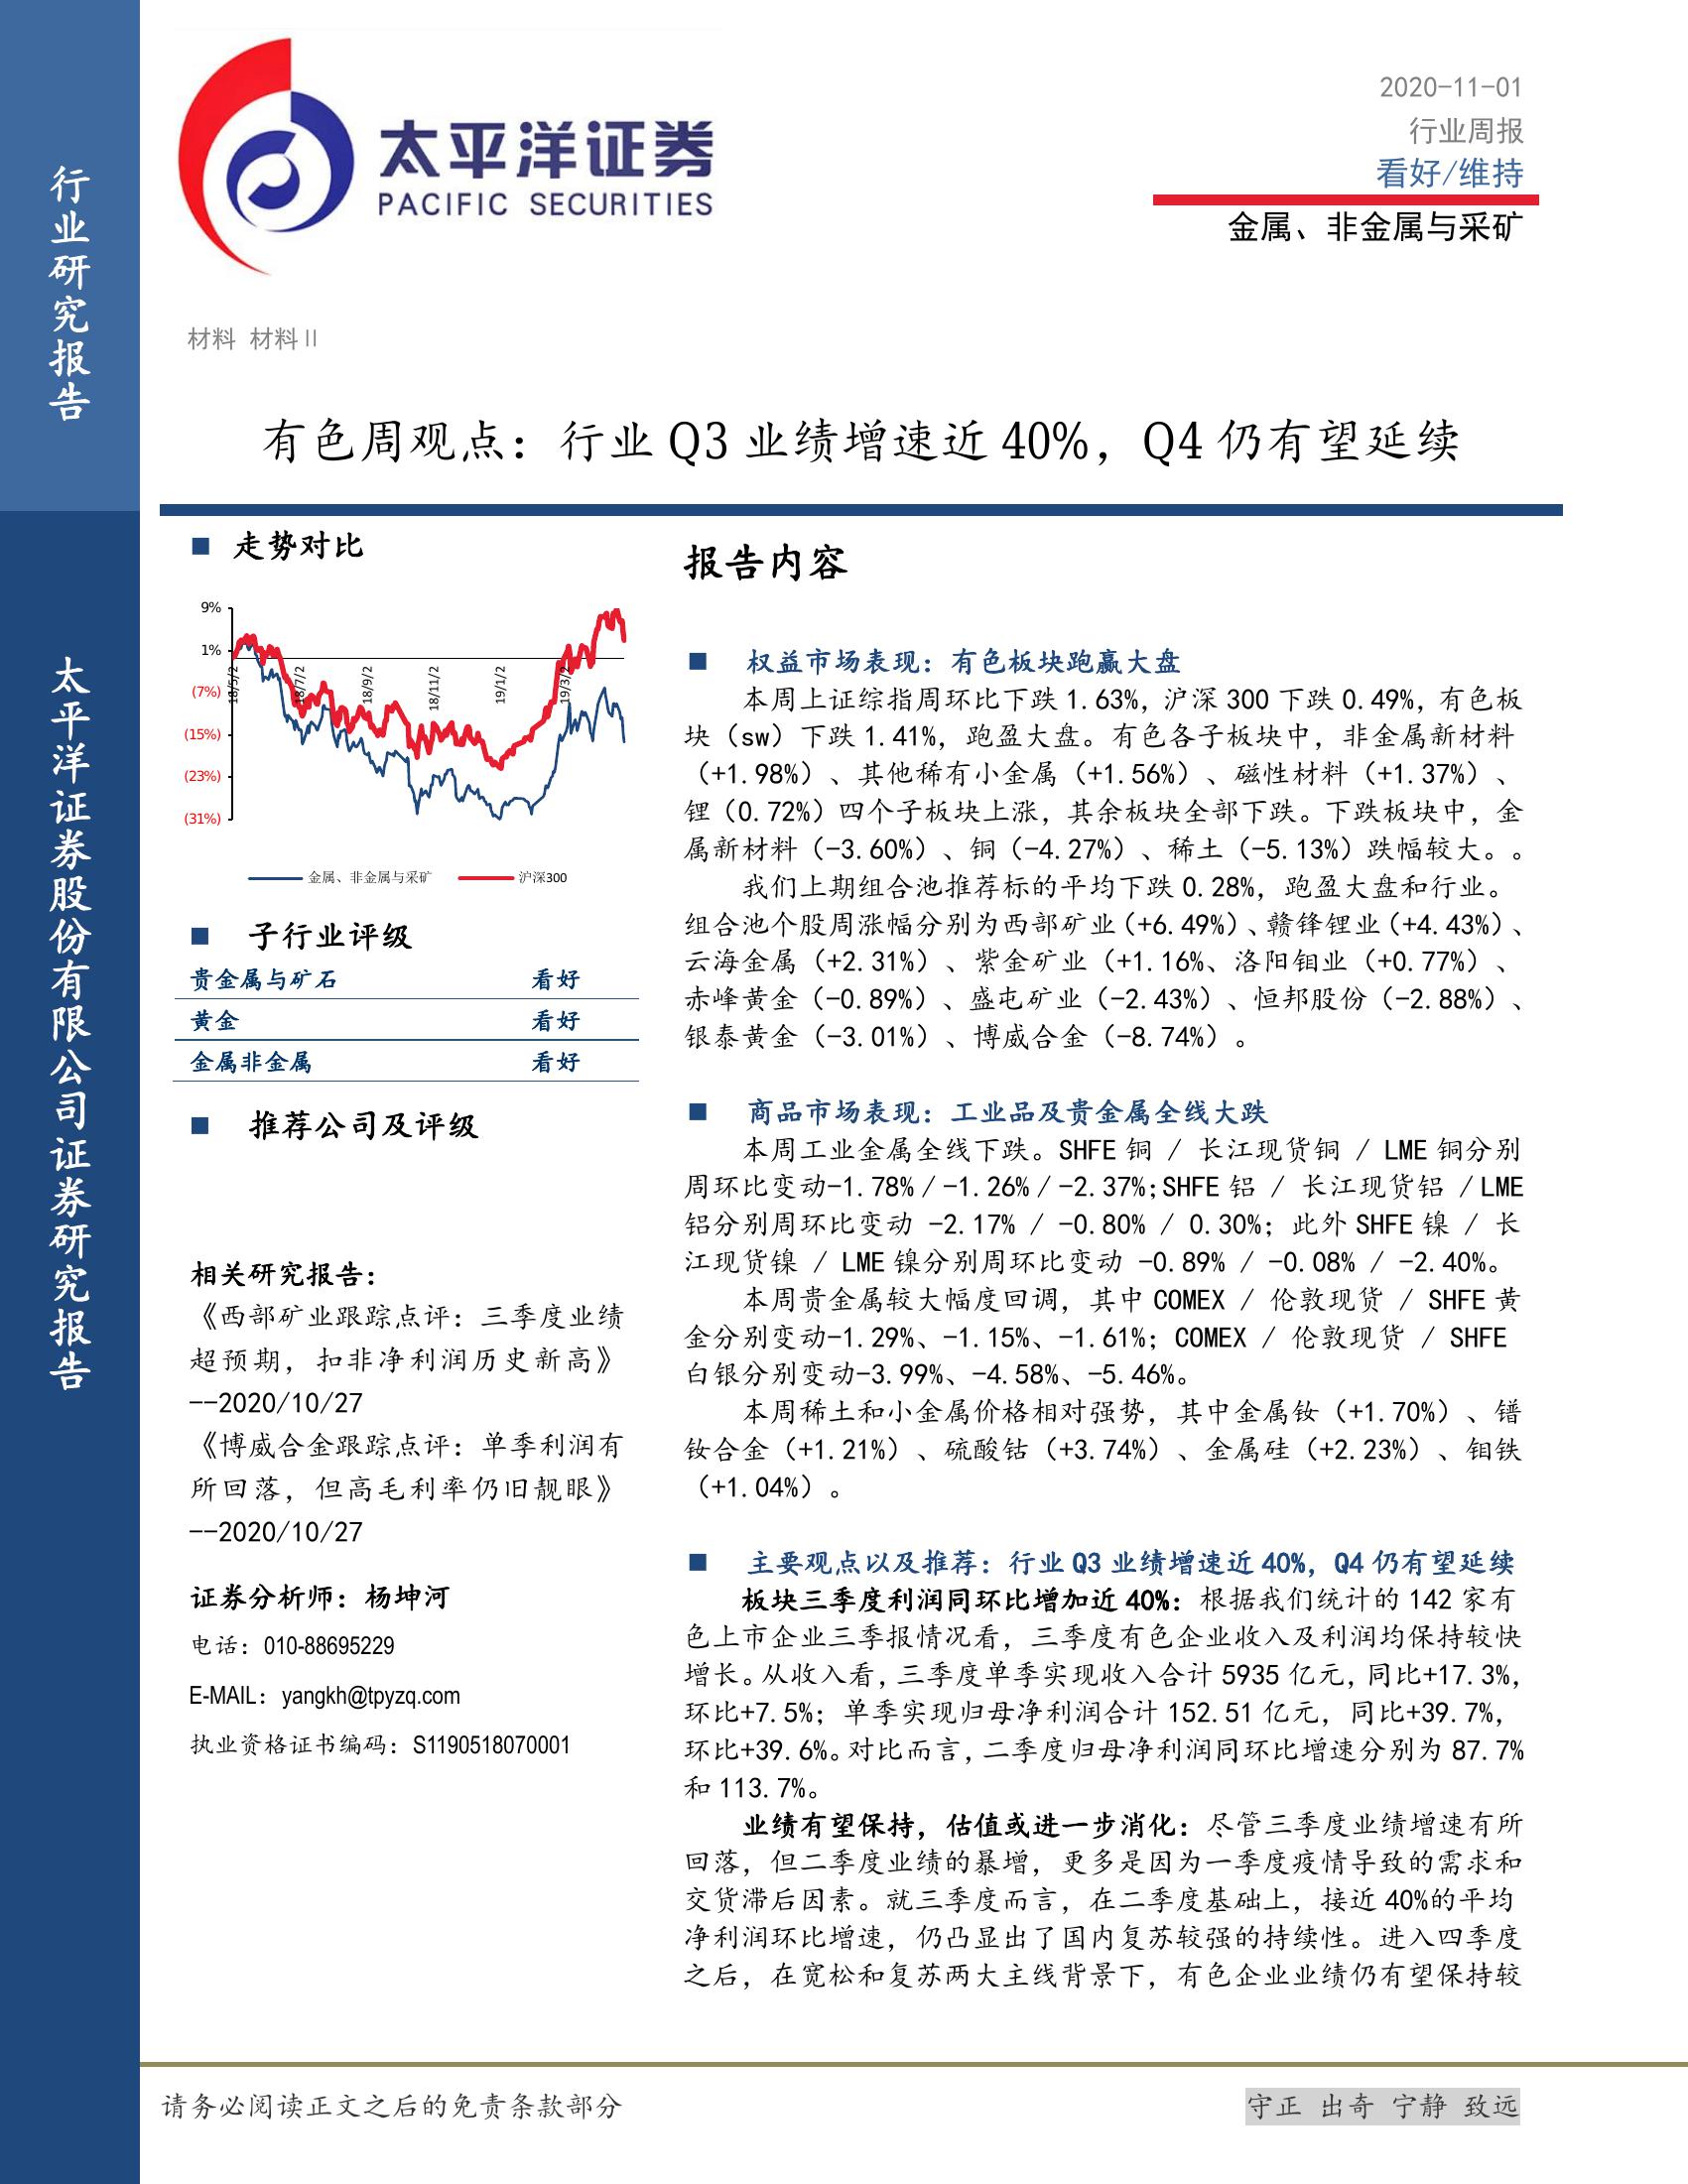 行业研究报告
太平洋证券股份有限公司证券研究报告
太平洋证券
PACIFIC SECURITIES
2020-11-01
行业周报
看好/维持
金属、非金属与采矿
材料 材料Ⅱ
有色周观点：行业 Q3 业绩增速近 40%，Q4 仍有望延续
■ 走势对比
9%
1%
(7%)
(15%)
(23%)
(31%)
18/5/2
18/7/2
18/9/2
18/11/2
19/1/2
19/3/2
金属、非金属与采矿 沪深300
■ 子行业评级
贵金属与矿石 看好
黄金 看好
金属非金属 看好
■ 推荐公司及评级
相关研究报告：
《西部矿业跟踪点评：三季度业绩
超预期，扣非净利润历史新高》
--2020/10/27
《博威合金跟踪点评：单季利润有
所回落，但高毛利率仍旧靓眼》
--2020/10/27
证券分析师：杨坤河
电话：010-88695229
E-MAIL：yangkh@tpyzq.com
执业资格证书编码：S1190518070001
报告内容
■ 权益市场表现：有色板块跑赢大盘
本周上证综指周环比下跌 1.63%，沪深 300 下跌 0.49%，有色板
块（sw）下跌 1.41%，跑盈大盘。有色各子板块中，非金属新材料
（+1.98%）、其他稀有小金属（+1.56%）、磁性材料（+1.37%）、
锂（0.72%）四个子板块上涨，其余板块全部下跌。下跌板块中，金
属新材料（-3.60%）、铜（-4.27%）、稀土（-5.13%）跌幅较大。。
我们上期组合池推荐标的平均下跌 0.28%，跑盈大盘和行业。
组合池个股周涨幅分别为西部矿业（+6.49%）、赣锋锂业（+4.43%）、
云海金属（+2.31%）、紫金矿业（+1.16%、洛阳钼业（+0.77%）、
赤峰黄金（-0.89%）、盛屯矿业（-2.43%）、恒邦股份（-2.88%）、
银泰黄金（-3.01%）、博威合金（-8.74%）。
■ 商品市场表现：工业品及贵金属全线大跌
本周工业金属全线下跌。SHFE 铜 / 长江现货铜 / LME 铜分别
周环比变动-1.78%/-1.26%/-2.37%;SHFE 铝 / 长江现货铝 /LME
铝分别周环比变动 -2.17% / -0.80% / 0.30%；此外 SHFE 镍 / 长
江现货镍 / LME 镍分别周环比变动 -0.89% / -0.08% / -2.40%。
本周贵金属较大幅度回调，其中 COMEX / 伦敦现货 / SHFE 黄
金分别变动-1.29%、-1.15%、-1.61%；COMEX / 伦敦现货 / SHFE
白银分别变动-3.99%、-4.58%、-5.46%。
本周稀土和小金属价格相对强势，其中金属钕（+1.70%）、镨
钕合金（+1.21%）、硫酸钴（+3.74%）、金属硅（+2.23%）、钼铁
（+1.04%）。
■ 主要观点以及推荐：行业 Q3 业绩增速近 40%，Q4 仍有望延续
板块三季度利润同环比增加近 40%：根据我们统计的 142 家有
色上市企业三季报情况看，三季度有色企业收入及利润均保持较快
增长。从收入看，三季度单季实现收入合计 5935 亿元，同比+17.3%，
环比+7.5%；单季实现归母净利润合计 152.51 亿元，同比+39.7%，
环比+39.6%。对比而言，二季度归母净利润同环比增速分别为 87.7%
和 113.7%。
业绩有望保持，估值或进一步消化：尽管三季度业绩增速有所
回落，但二季度业绩的暴增，更多是因为一季度疫情导致的需求和
交货滞后因素。就三季度而言，在二季度基础上，接近 40%的平均
净利润环比增速，仍凸显出了国内复苏较强的持续性。进入四季度
之后，在宽松和复苏两大主线背景下，有色企业业绩仍有望保持较
请务必阅读正文之后的免责条款部分
守正 出奇 宁静 致远